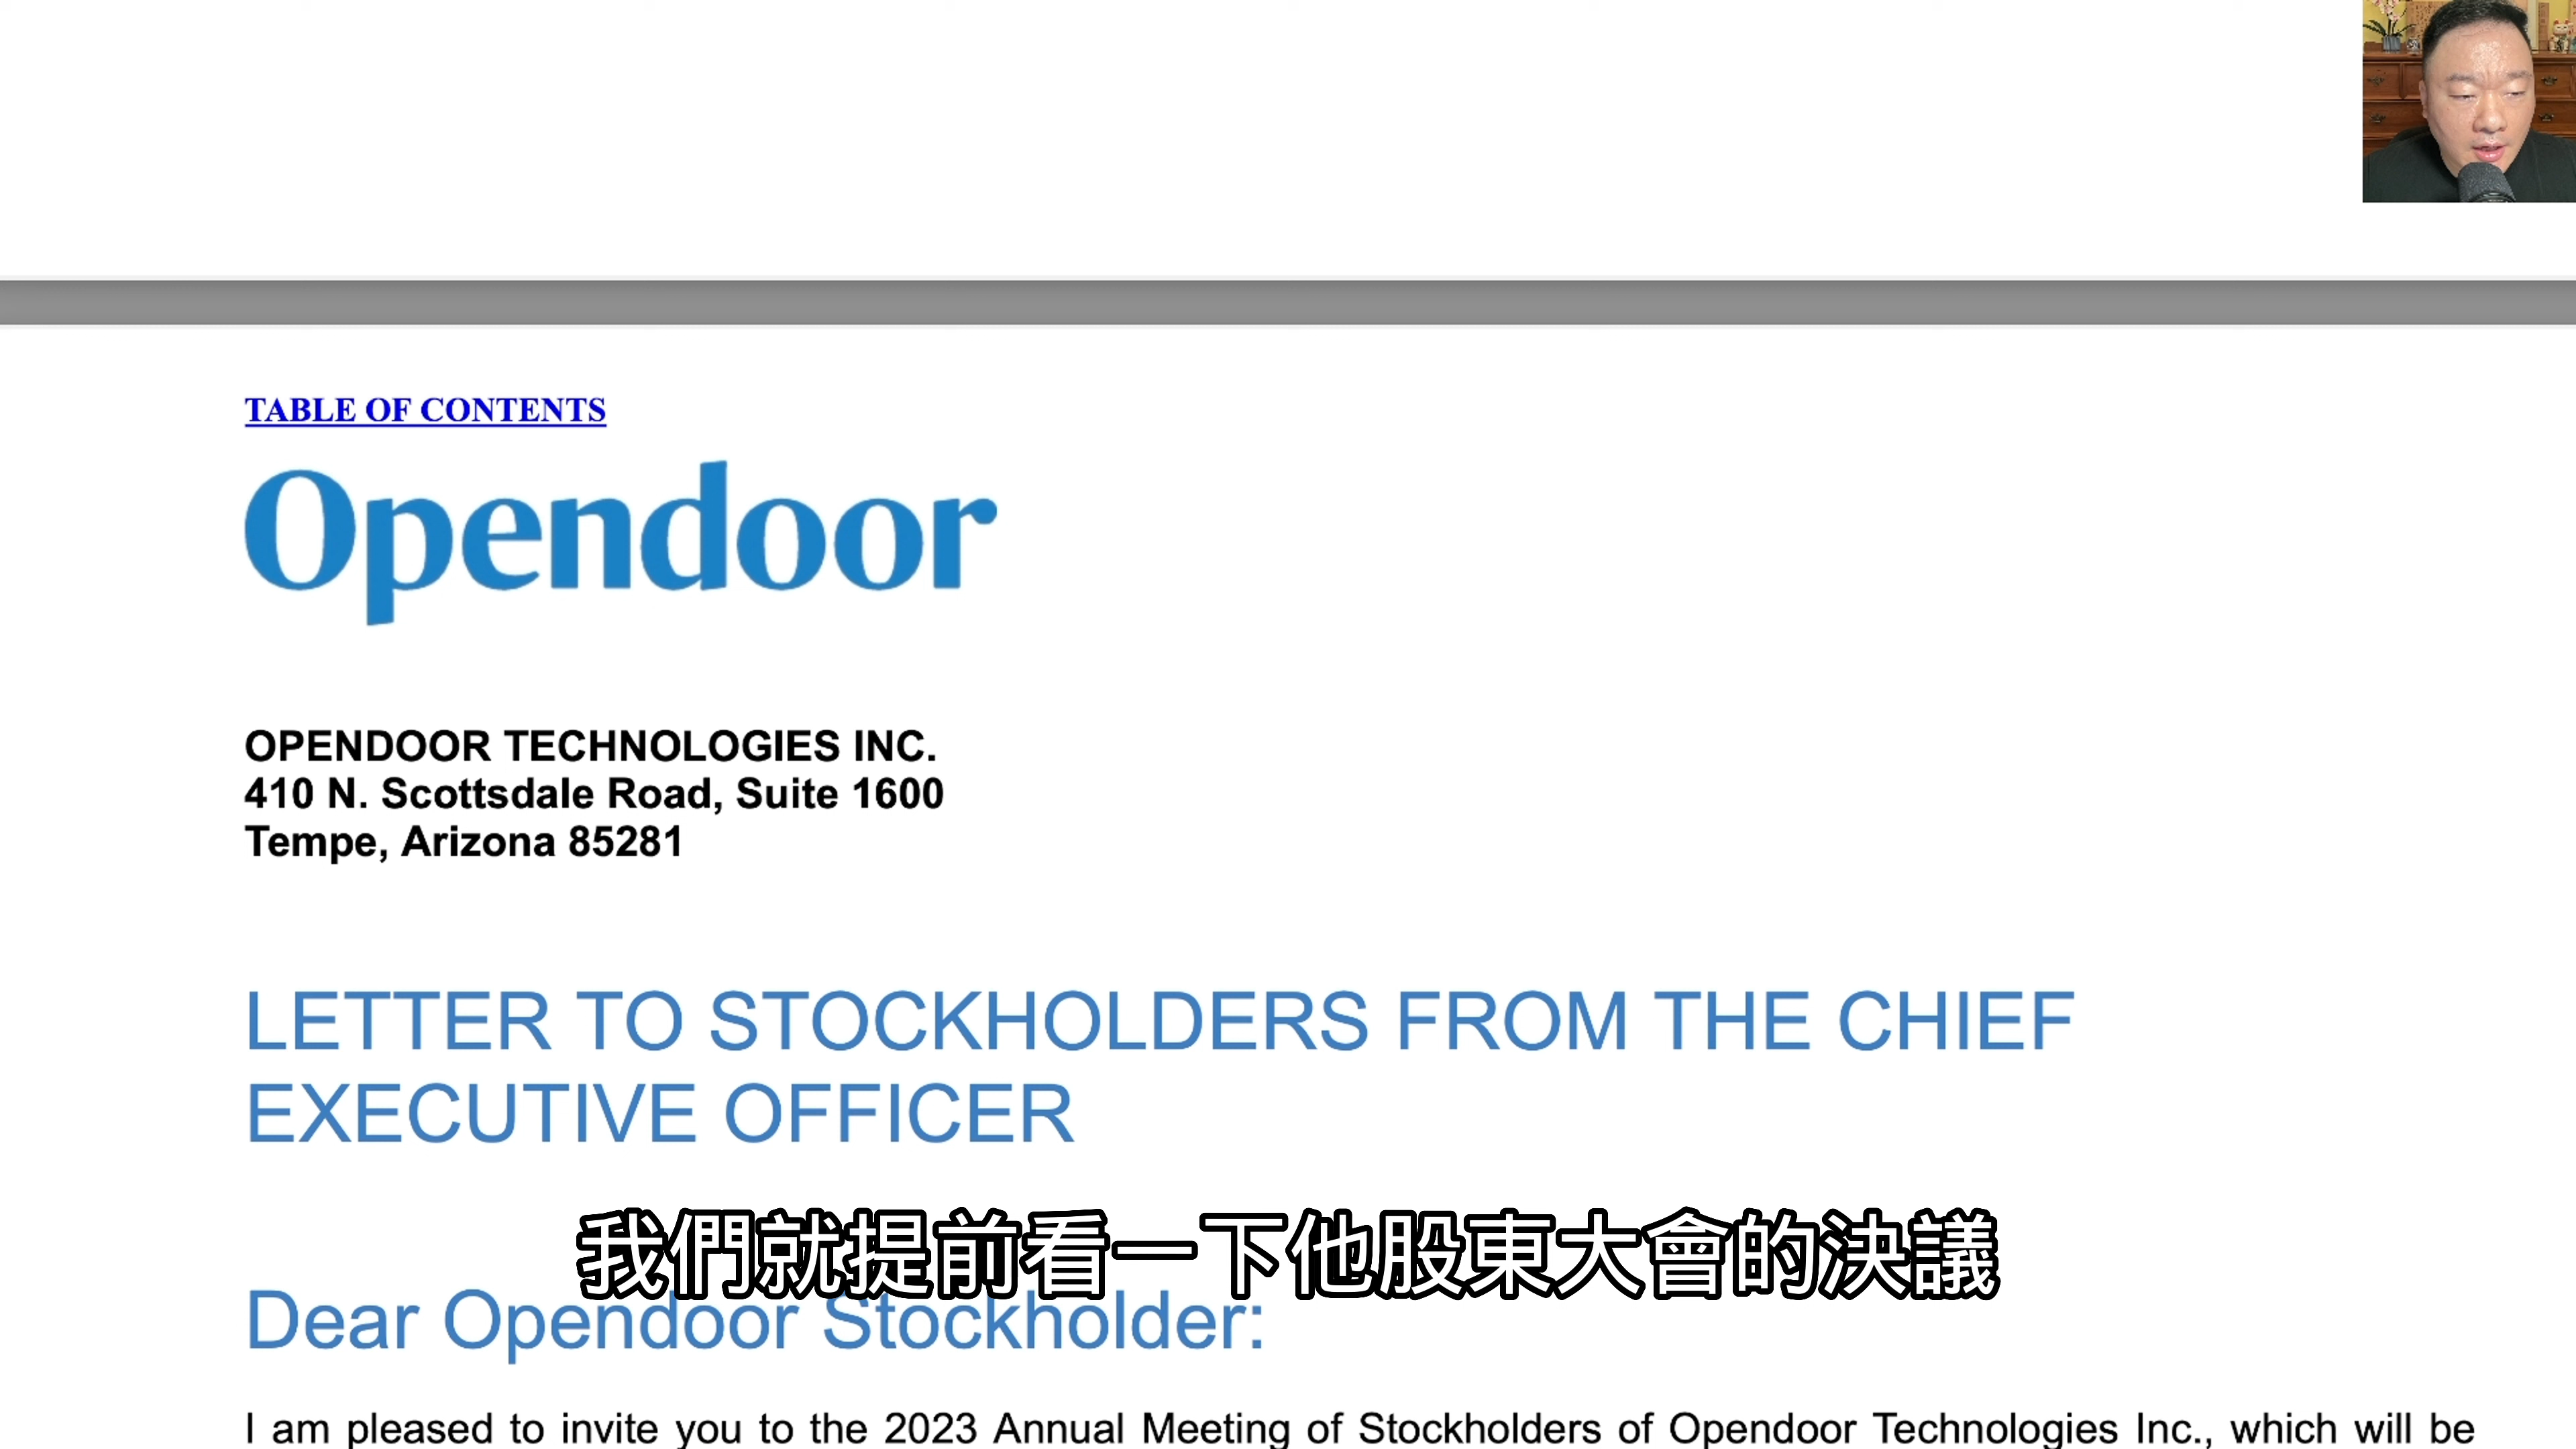 TABLE OF CONTENTS
Opendoor
OPENDOOR TECHNOLOGIES INC.
410 N. Scottsdale Road, Suite 1600
Tempe, Arizona 85281
LETTER TO STOCKHOLDERS FROM THE CHIEF
EXECUTIVE OFFICER
我們就提前看一下他股東大會的決議
Dear Opendoor Stockholder:
I am pleased to invite you to the 2023 Annual Meeting of Stockholders of Opendoor Technologies Inc., which will be